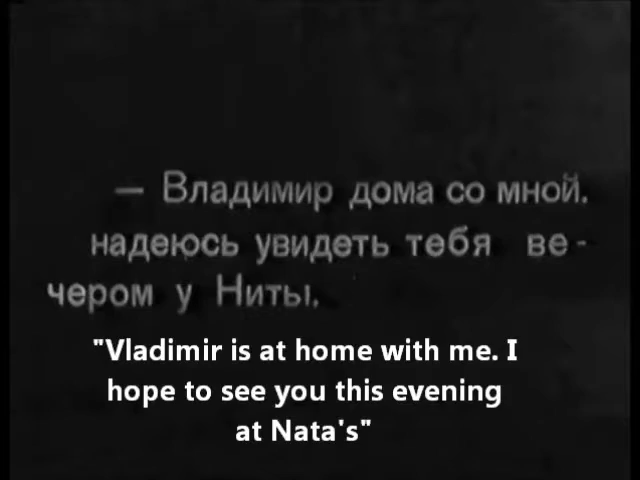 — Владимир дома со мной.
надеюсь увидеть тебя ве-
чером у Ниты.
"Vladimir is at home with me. I
hope to see you this evening
at Nata's"